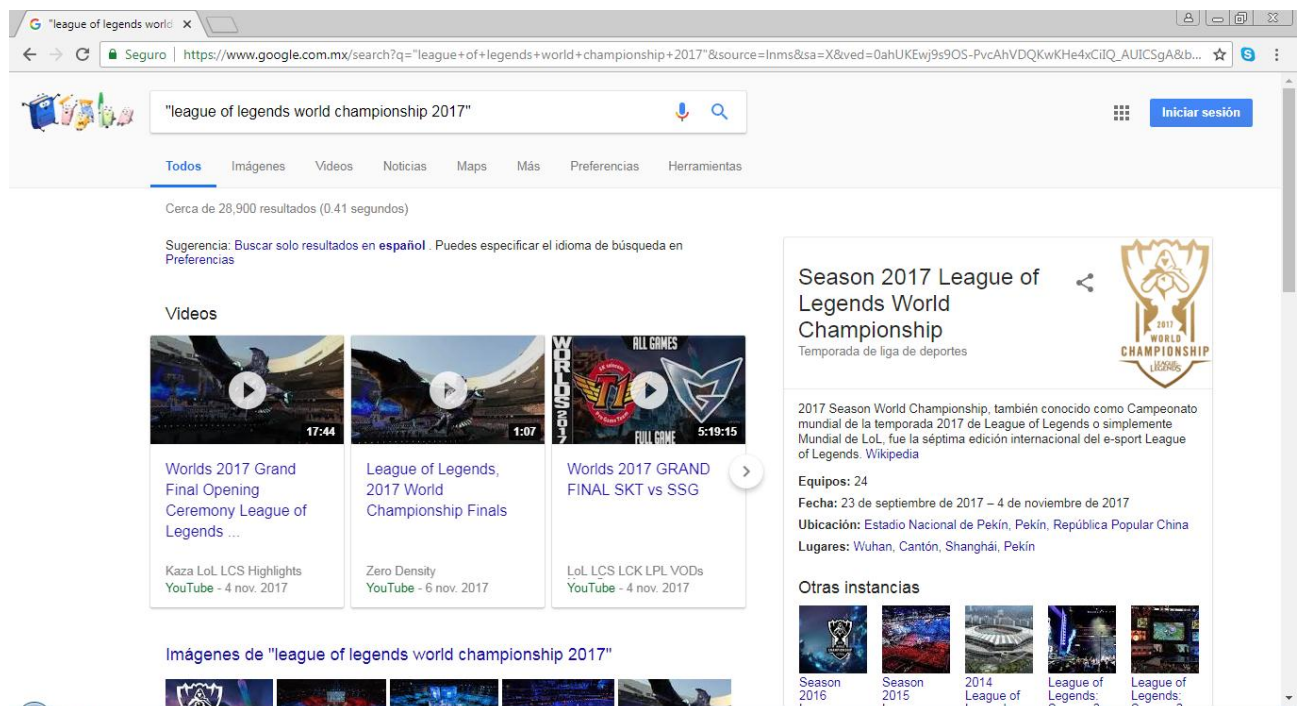 "league of legends world
Seguro https://www.google.com.mx/search?q="league+of+legends+world+championship+2017"&source=lnms&sa=X&ved=0ahUKEwj9s9OS-PvcAhVDQKwKHe4xCiIQ_AUICSgA&b...
"league of legends world championship 2017"
Iniciar sesión
Todos Imágenes Videos Noticias Maps Más Preferencias Herramientas
Cerca de 28,900 resultados (0.41 segundos)
Sugerencia: Buscar solo resultados en español . Puedes especificar el idioma de búsqueda en
Preferencias
Videos
17:44
Worlds 2017 Grand
Final Opening
Ceremony League of
Legends ...
Kaza LoL LCS Highlights
YouTube - 4 nov. 2017
1:07
League of Legends,
2017 World
Championship Finals
Zero Density
YouTube - 6 nov. 2017
WORLDS 2017
ALL GAMES
T1
FULL GAME
5:19:15
Worlds 2017 GRAND
FINAL SKT vs SSG
LoL LCS LCK LPL VODs
YouTube - 4 nov. 2017
Imágenes de "league of legends world championship 2017"
Season 2017 League of
Legends World
Championship
Temporada de liga de deportes
2017
WORLD
CHAMPIONSHIP
LEAGUE
LEGENDS
2017 Season World Championship, también conocido como Campeonato
mundial de la temporada 2017 de League of Legends o simplemente
Mundial de LoL, fue la séptima edición internacional del e-sport League
of Legends. Wikipedia
Equipos: 24
Fecha: 23 de septiembre de 2017 – 4 de noviembre de 2017
Ubicación: Estadio Nacional de Pekín, Pekín, República Popular China
Lugares: Wuhan, Cantón, Shanghái, Pekín
Otras instancias
Season
2016
Season
2015
2014
League of
League of
Legends:
League of
Legends: